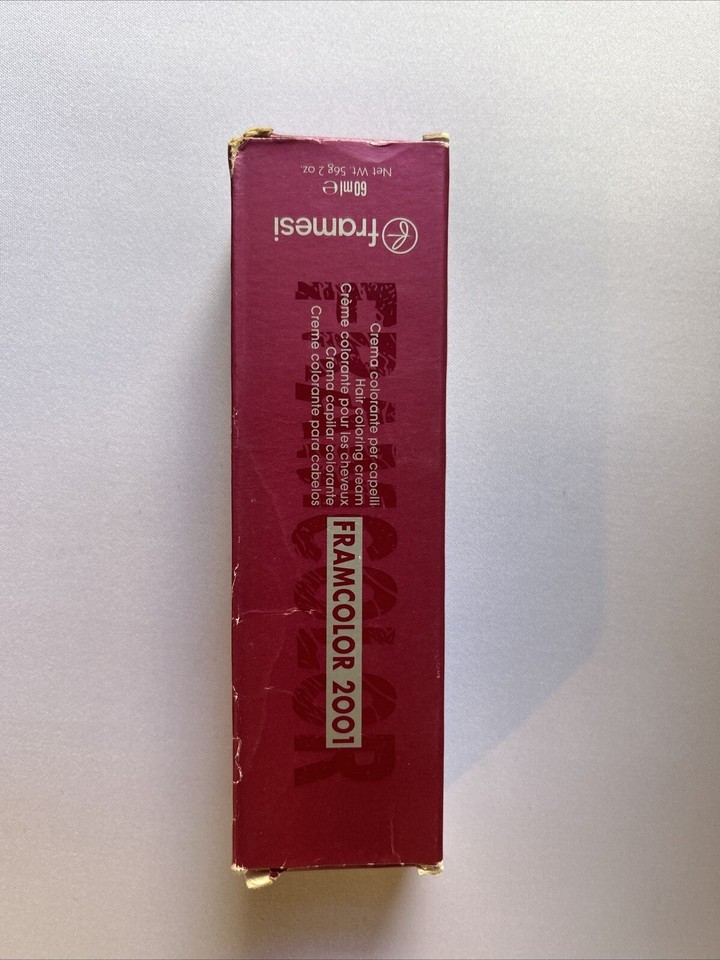 framesi
60ml e
Net Wt. 56g 2 oz.
FRAMCOLOR
Crema colorante per capelli
Hair coloring cream
Crème colorante pour les cheveux
Crema capilar colorante
Creme colorante para cabelos
FRAMCOLOR 2001